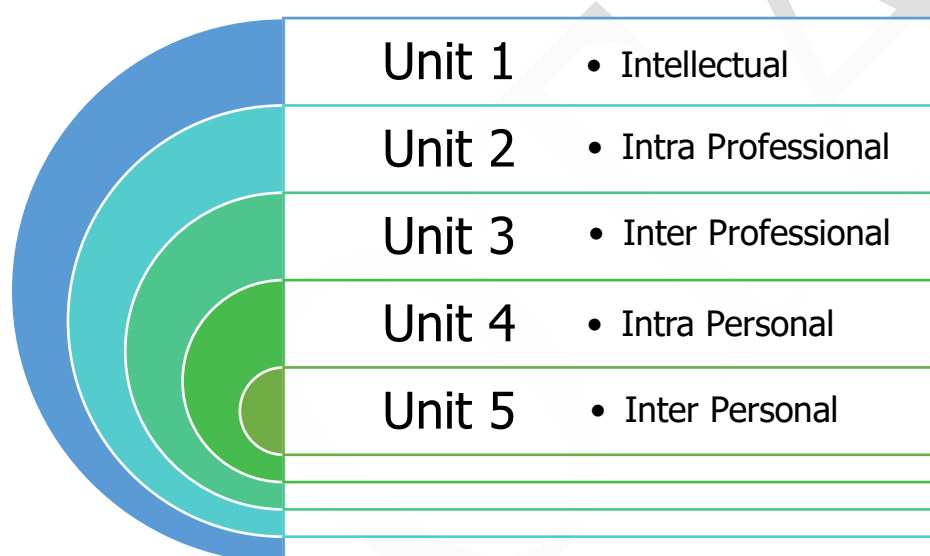 Unit 1 • Intellectual
Unit 2 • Intra Professional
Unit 3 • Inter Professional
Unit 4 • Intra Personal
Unit 5 • Inter Personal